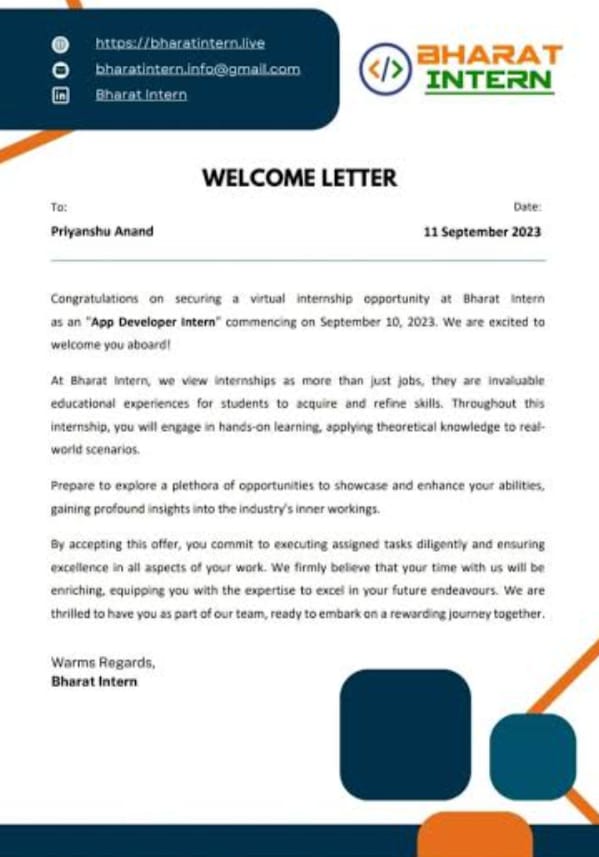 https://bharatintern.live
bharatintern.info@gmail.com
in
Bharat Intern
</>
BHARAT
INTERN
WELCOME LETTER
To:
Date:
Priyanshu Anand
11 September 2023
Congratulations on securing a virtual internship opportunity at Bharat Intern
as an "App Developer Intern" commencing on September 10, 2023. We are excited to
welcome you aboard!
At Bharat Intern, we view internships as more than just jobs, they are invaluable
educational experiences for students to acquire and refine skills. Throughout this
internship, you will engage in hands-on learning, applying theoretical knowledge to real-
world scenarios.
Prepare to explore a plethora of opportunities to showcase and enhance your abilities,
gaining profound insights into the industry's inner workings.
By accepting this offer, you commit to executing assigned tasks diligently and ensuring
excellence in all aspects of your work. We firmly believe that your time with us will be
enriching, equipping you with the expertise to excel in your future endeavours. We are
thrilled to have you as part of our team, ready to embark on a rewarding journey together.
Warms Regards,
Bharat Intern